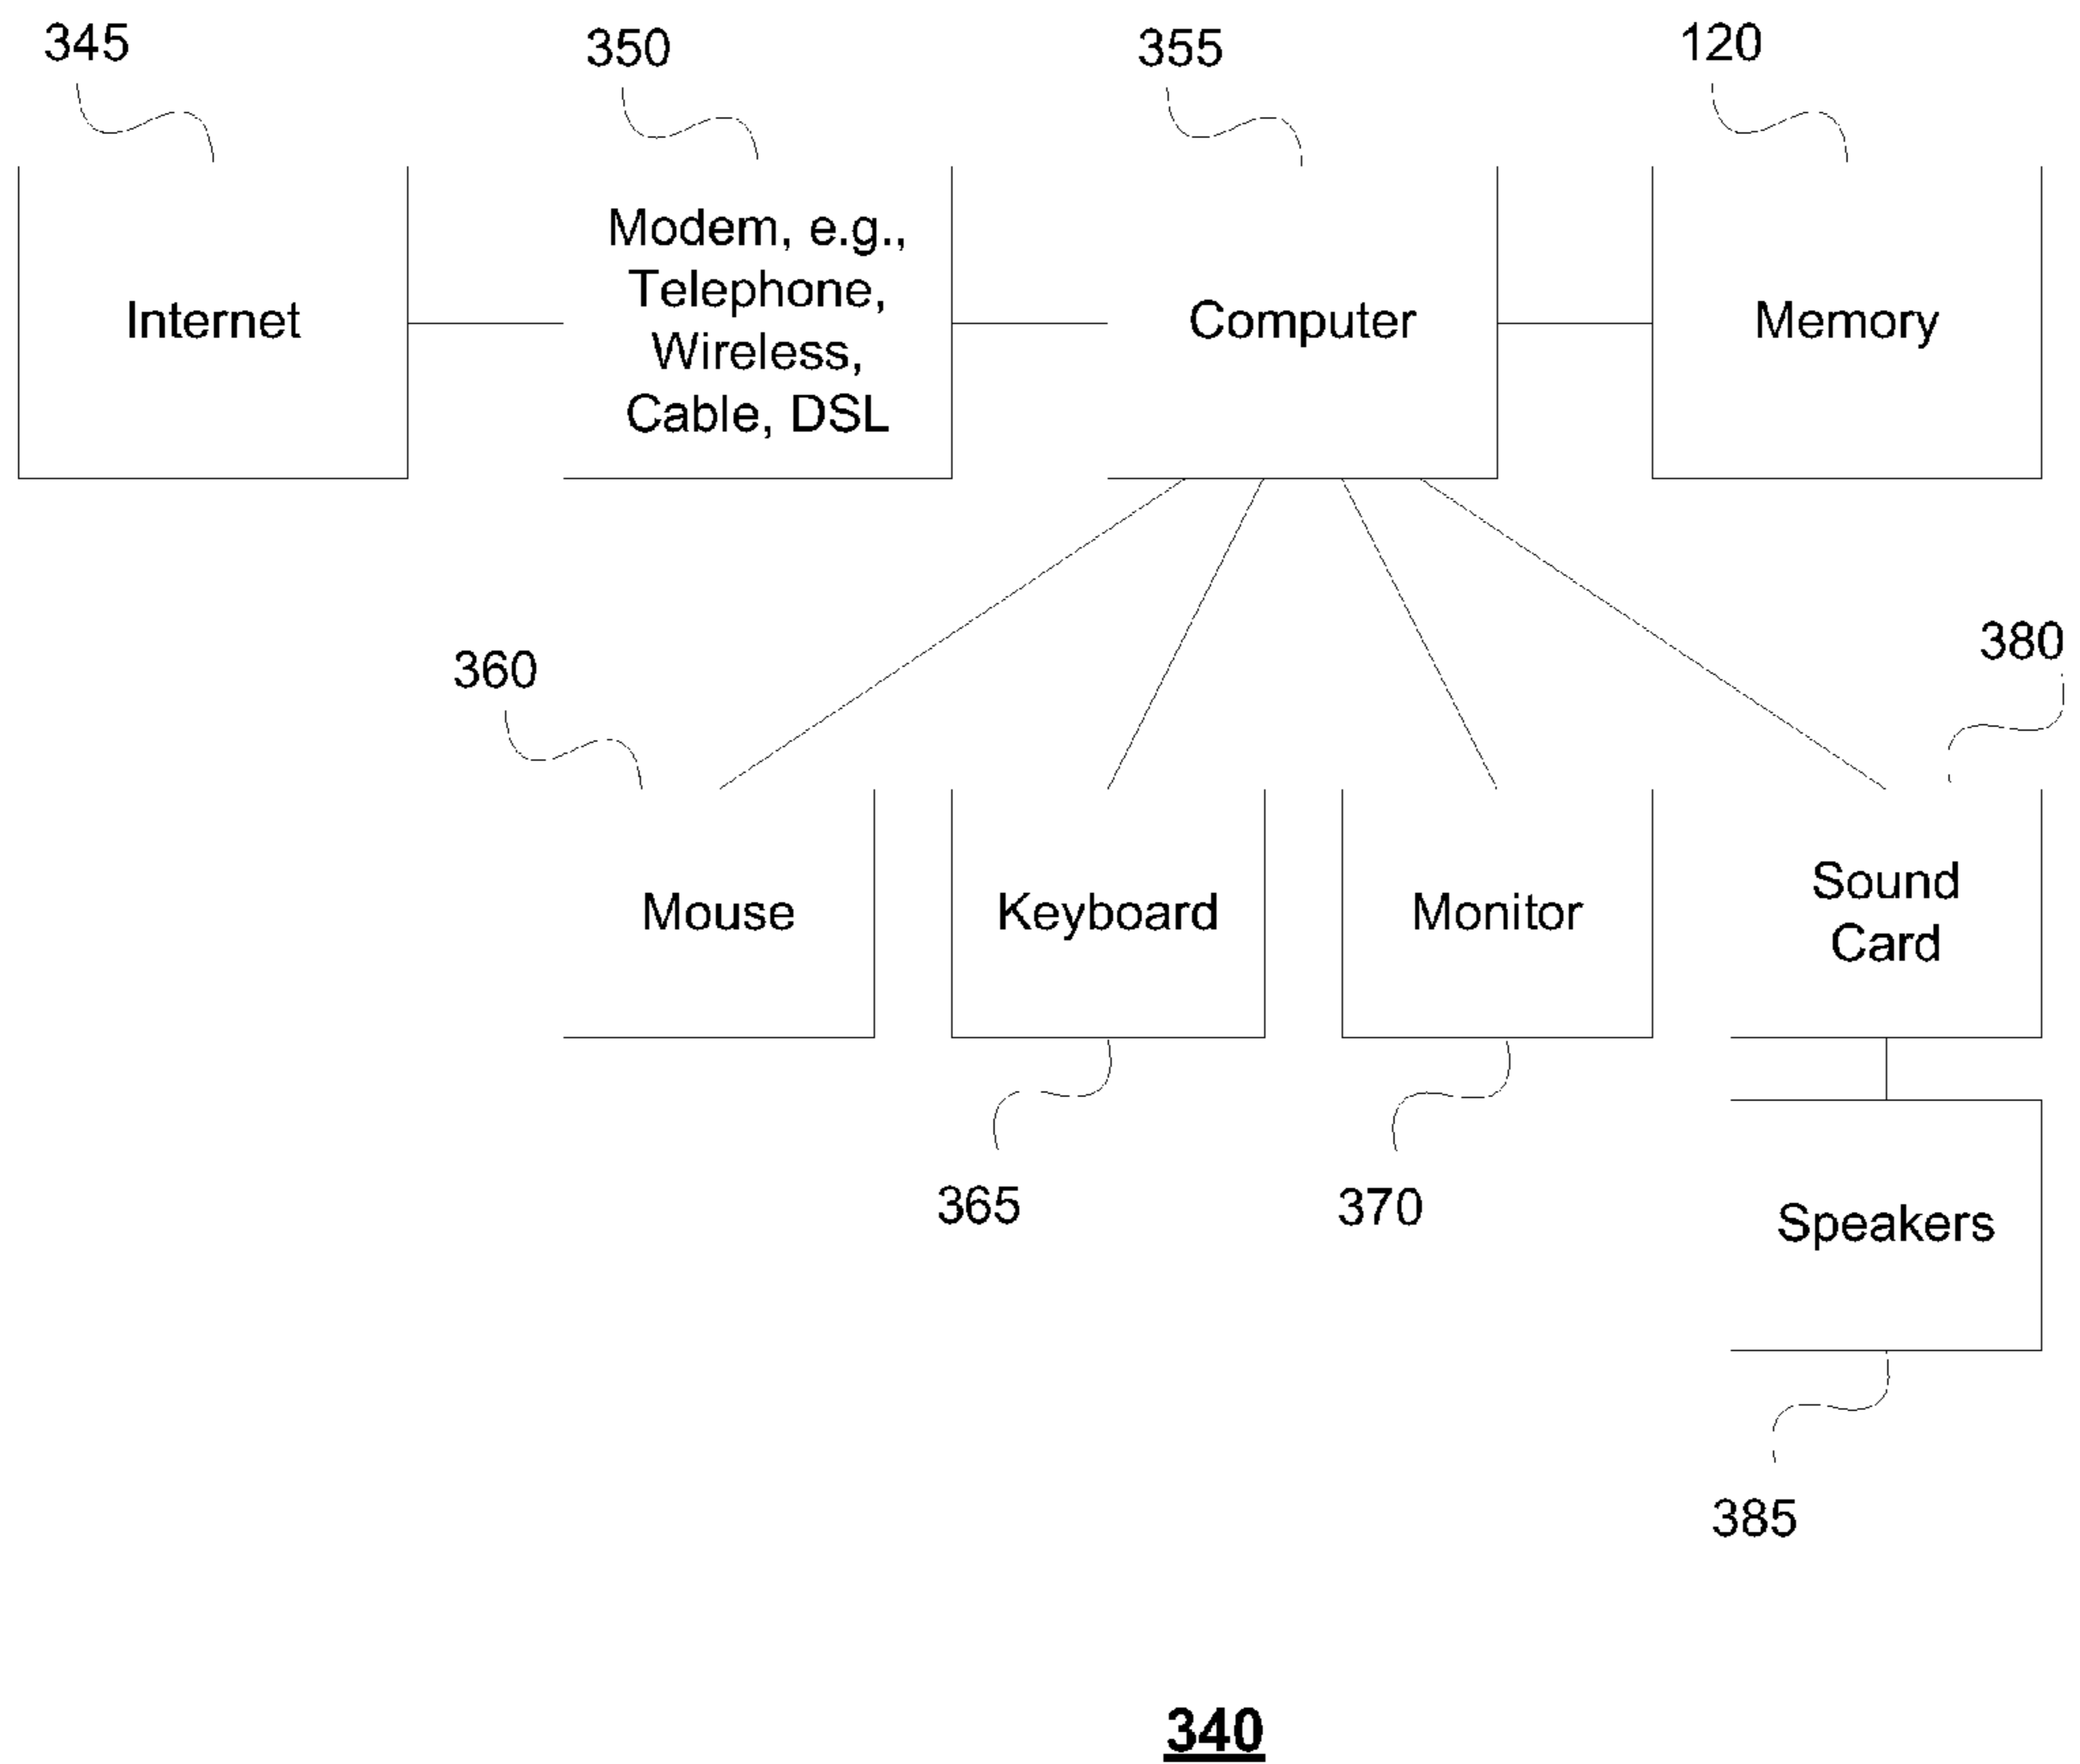 345
350
355
120
Internet
Modem, e.g.,
Telephone,
Wireless,
Cable, DSL
Computer
Memory
360
380
Mouse
Keyboard
Monitor
Sound
Card
365
370
Speakers
385
340